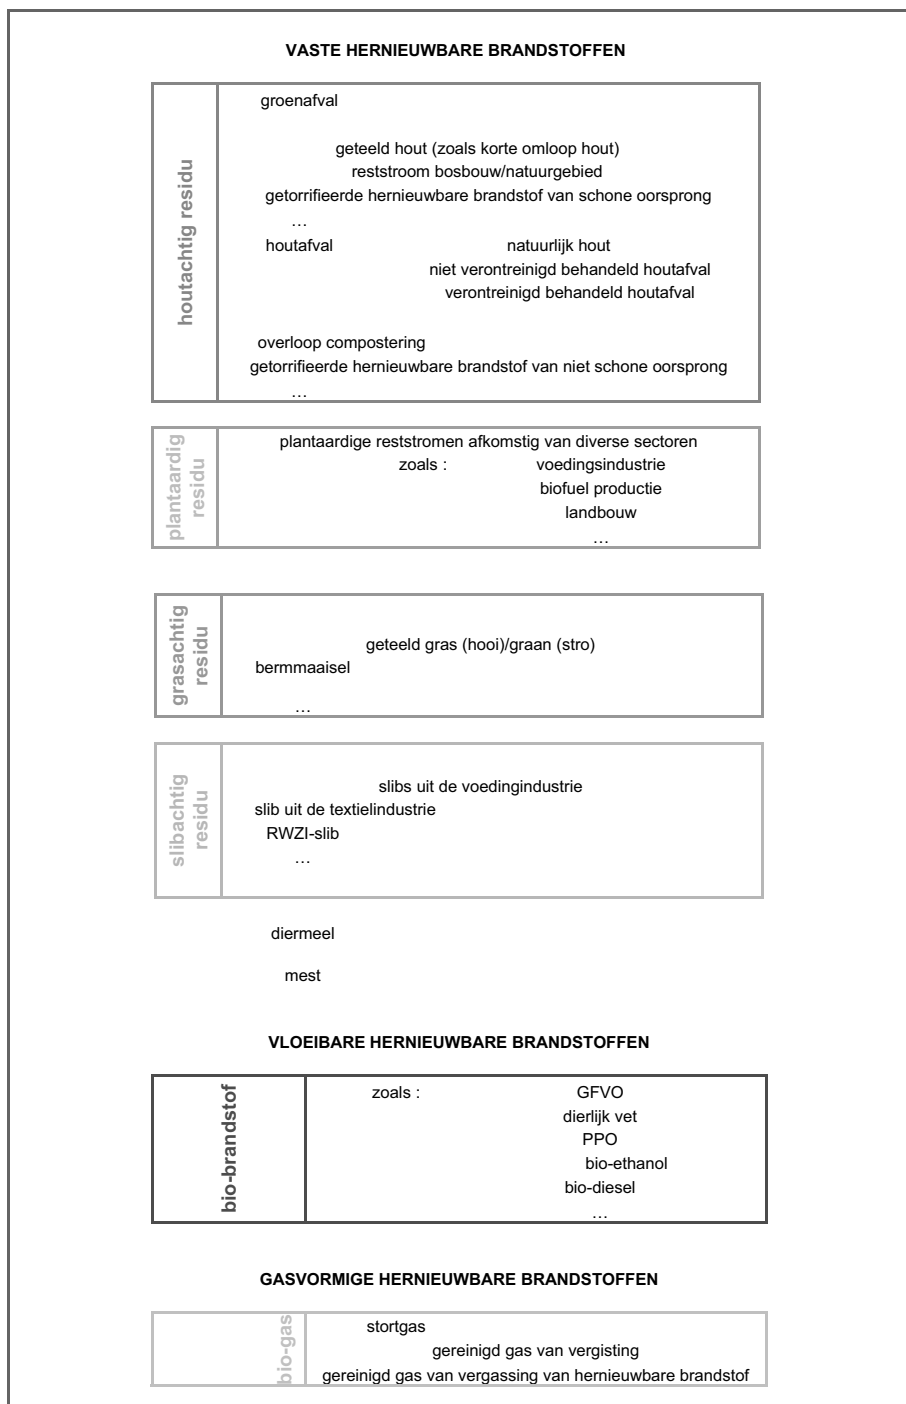 VASTE HERNIEUWBARE BRANDSTOFFEN
houtachtig residu
groenafval
geteeld hout (zoals korte omloop hout)
reststroom bosbouw/natuurgebied
getorrifieerde hernieuwbare brandstof van schone oorsprong
…
houtafval natuurlijk hout
niet verontreinigd behandeld houtafval
verontreinigd behandeld houtafval
overloop compostering
getorrifieerde hernieuwbare brandstof van niet schone oorsprong
…
plantaardig
residu
plantaardige reststromen afkomstig van diverse sectoren
zoals : voedingsindustrie
biofuel productie
landbouw
…
grasachtig
residu
geteeld gras (hooi)/graan (stro)
bermmaaisel
…
slibachtig
residu
slibs uit de voedingindustrie
slib uit de textielindustrie
RWZI-slib
…
diermeel
mest
VLOEIBARE HERNIEUWBARE BRANDSTOFFEN
bio-brandstof
zoals : GFVO
dierlijk vet
PPO
bio-ethanol
bio-diesel
…
GASVORMIGE HERNIEUWBARE BRANDSTOFFEN
bio-gas
stortgas
gereinigd gas van vergisting
gereinigd gas van vergassing van hernieuwbare brandstof